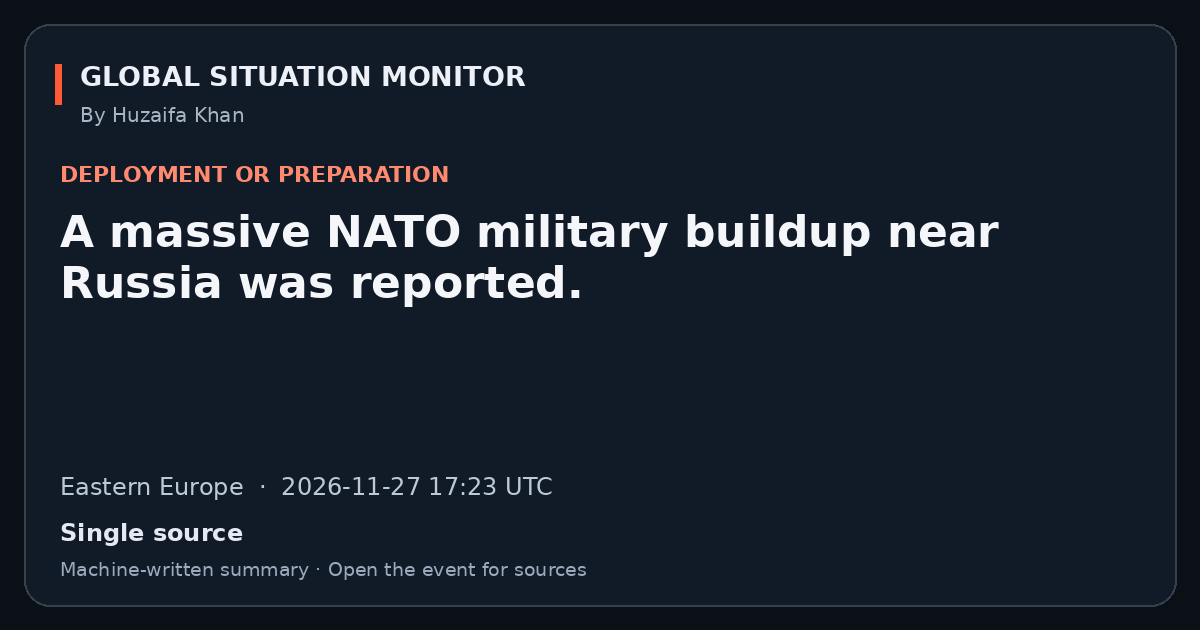 GLOBAL SITUATION MONITOR
By Huzaifa Khan
DEPLOYMENT OR PREPARATION
A massive NATO military buildup near
Russia was reported.
Eastern Europe · 2026-11-27 17:23 UTC
Single source
Machine-written summary · Open the event for sources